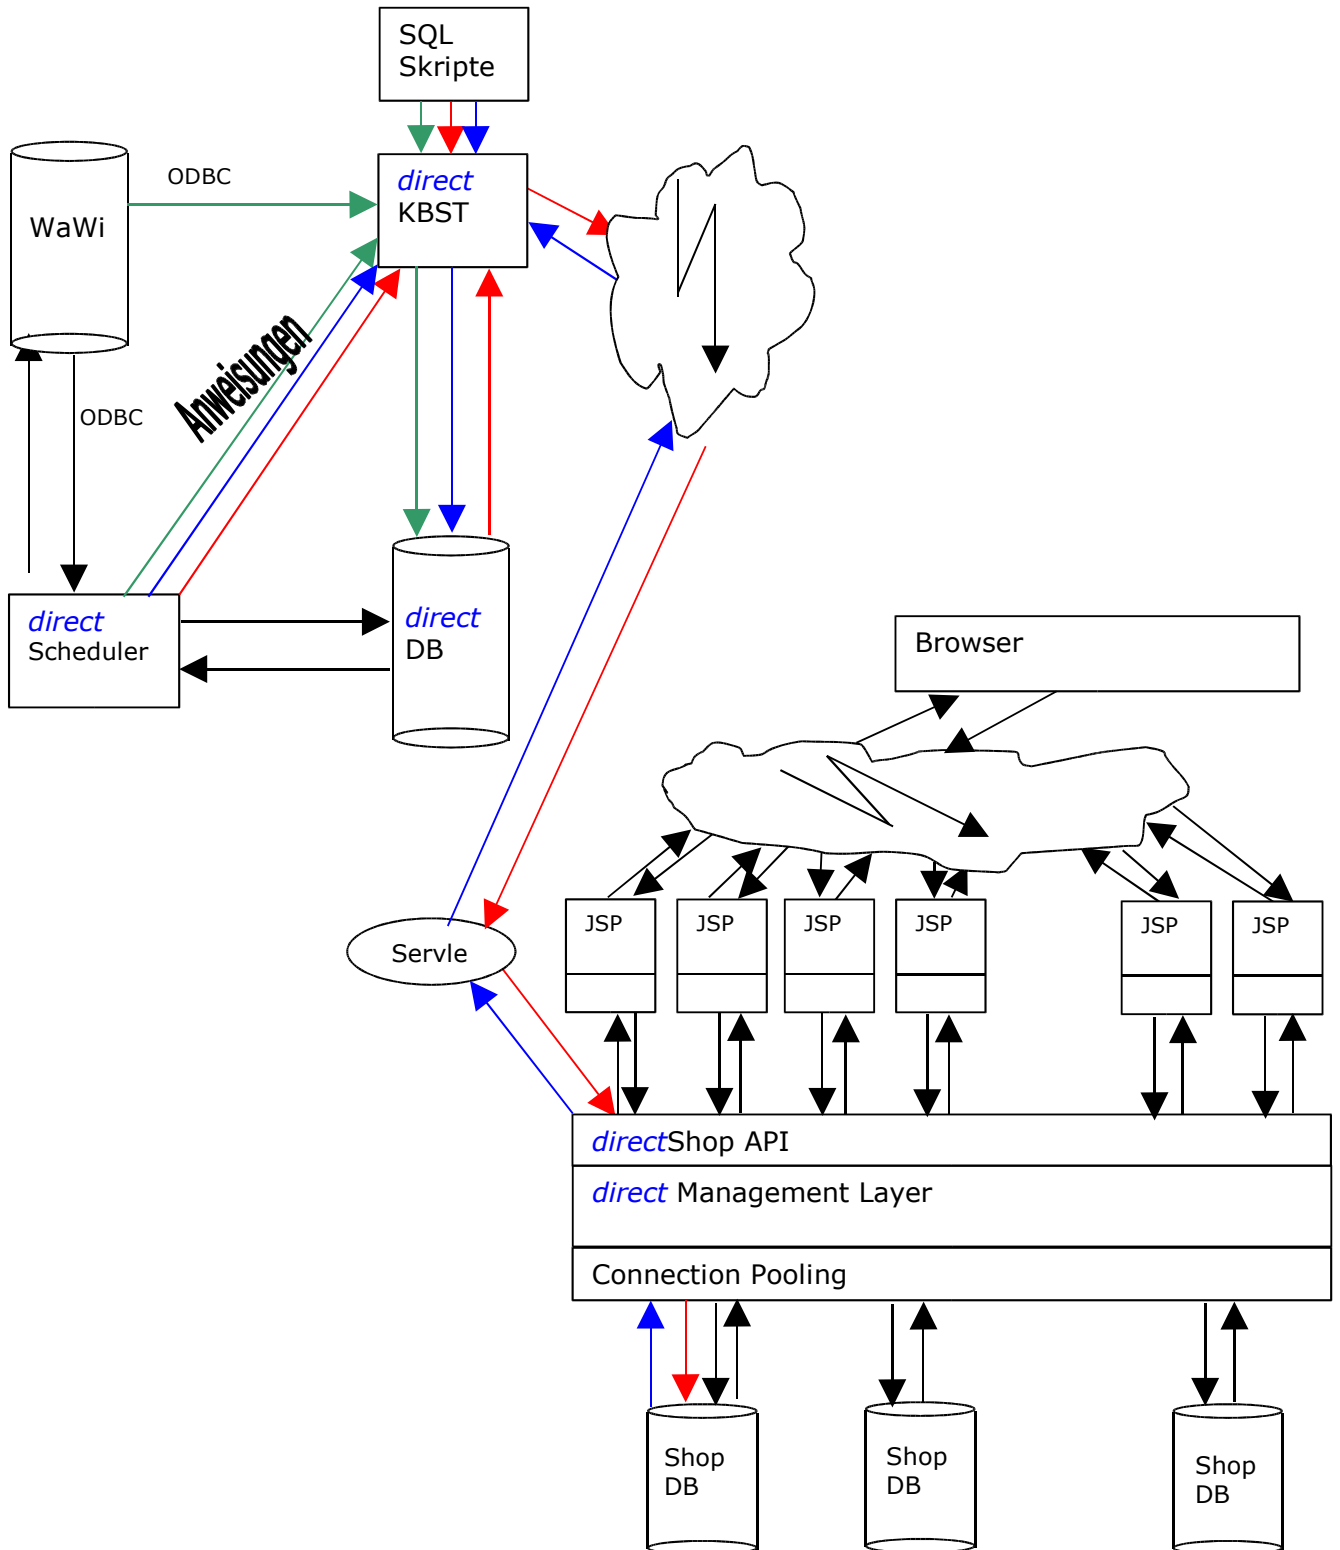 SQL
Skripte
direct
KBST
ODBC
WaWi
Anweisungen
ODBC
direct
Scheduler
direct
DB
Browser
Servle
JSP
JSP
JSP
JSP
JSP
JSP
directShop API
direct Management Layer
Connection Pooling
Shop
DB
Shop
DB
Shop
DB